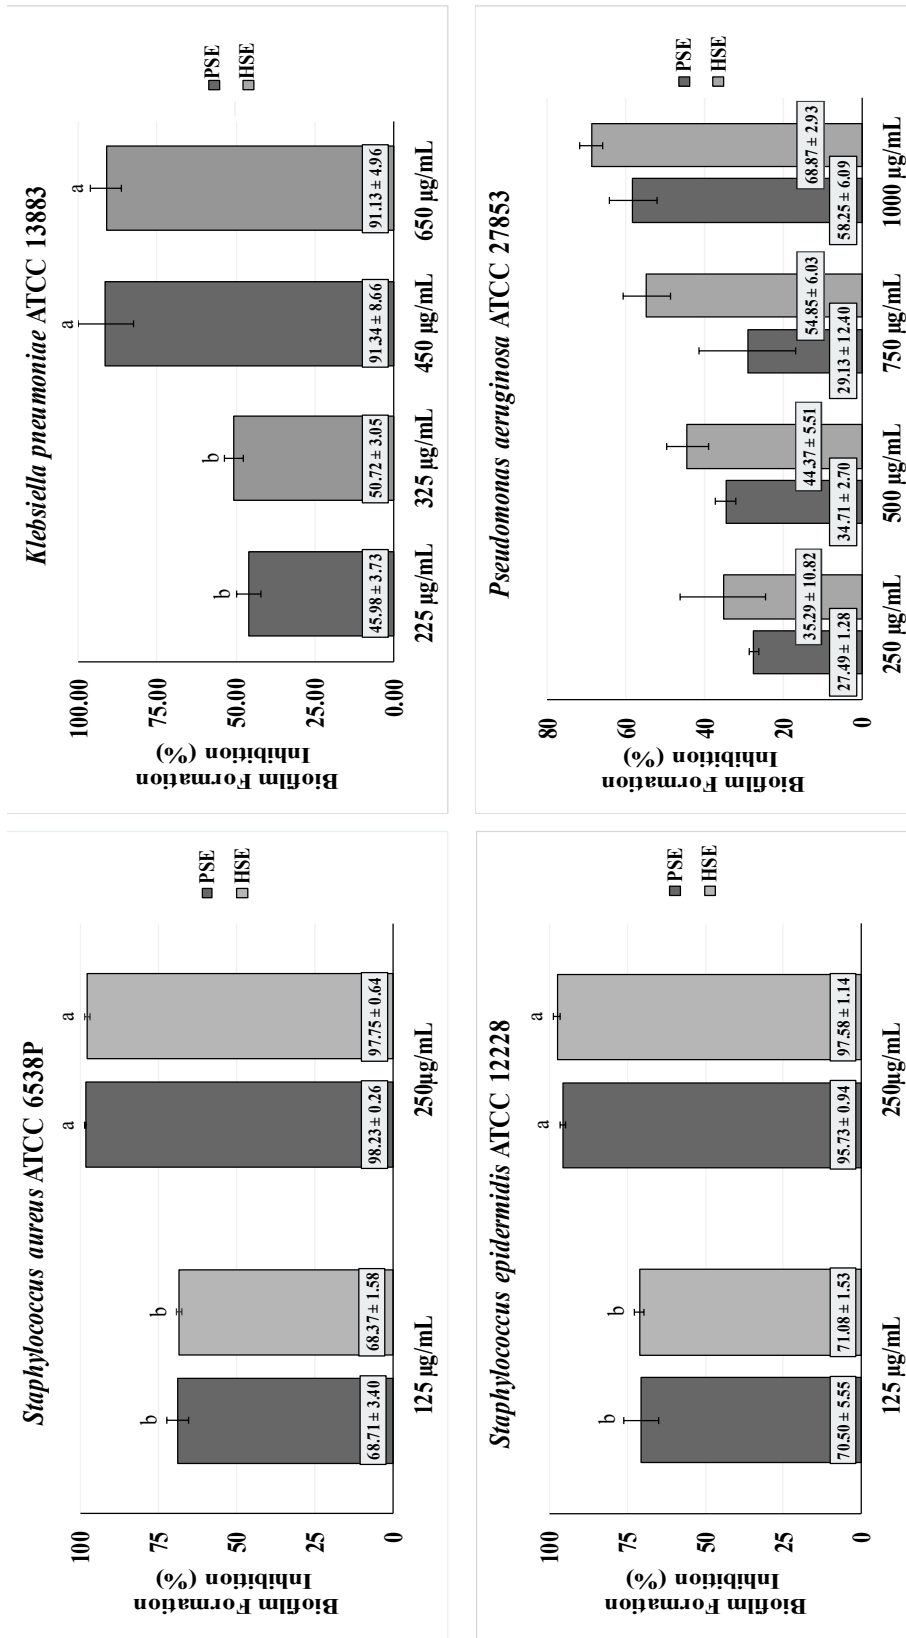 Staphylococcus aureus ATCC 6538P
Biofilm Formation
Inhibition (%)
100
75
50
25
0
b
b
a
a
68.71 ± 3.40
68.37 ± 1.58
98.23 ± 0.26
97.75 ± 0.64
125 µg/mL
250µg/mL
PSE
HSE
Klebsiella pneumoniae ATCC 13883
Biofilm Formation
Inhibition (%)
100.00
75.00
50.00
25.00
0.00
b
b
a
a
45.98 ± 3.73
50.72 ± 3.05
91.34 ± 8.66
91.13 ± 4.96
225 µg/mL
325 µg/mL
450 µg/mL
650 µg/mL
PSE
HSE
Staphylococcus epidermidis ATCC 12228
Biofilm Formation
Inhibition (%)
100
75
50
25
0
b
b
a
a
70.50 ± 5.55
71.08 ± 1.53
95.73 ± 0.94
97.58 ± 1.14
125 µg/mL
250µg/mL
PSE
HSE
Pseudomonas aeruginosa ATCC 27853
Biofilm Formation
Inhibition (%)
80
60
40
20
0
27.49 ± 1.28
35.29 ± 10.82
34.71 ± 2.70
44.37 ± 5.51
29.13 ± 12.40
54.85 ± 6.03
58.25 ± 6.09
68.87 ± 2.93
250 µg/mL
500 µg/mL
750 µg/mL
1000 µg/mL
PSE
HSE